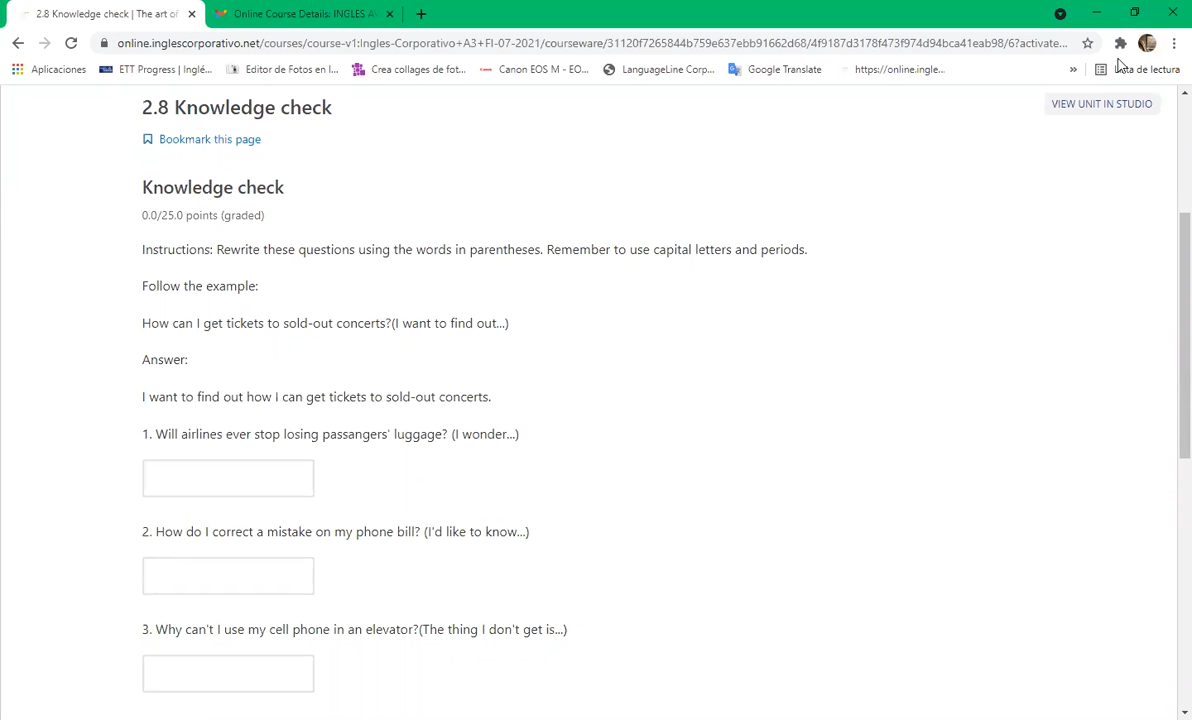 2.8 Knowledge check | The art of
Online Course Details: INGLES A
online.inglescorporativo.net/courses/course-v1:Ingles-Corporativo+A3+FI-07-2021/courseware/31120f7265844b759e637ebb91662d68/4f9187d3178f473f974d94bca41eab98/6?activate...
Aplicaciones
ETT Progress | Inglé...
Editor de Fotos en l...
Crea collages de fot...
Canon EOS M - EO...
LanguageLine Corp...
Google Translate
https://online.ingle...
»
Lista de lectura
2.8 Knowledge check
VIEW UNIT IN STUDIO
Bookmark this page
Knowledge check
0.0/25.0 points (graded)
Instructions: Rewrite these questions using the words in parentheses. Remember to use capital letters and periods.
Follow the example:
How can I get tickets to sold-out concerts?(I want to find out...)
Answer:
I want to find out how I can get tickets to sold-out concerts.
1. Will airlines ever stop losing passangers' luggage? (I wonder...)
2. How do I correct a mistake on my phone bill? (I'd like to know...)
3. Why can't I use my cell phone in an elevator?(The thing I don't get is...)